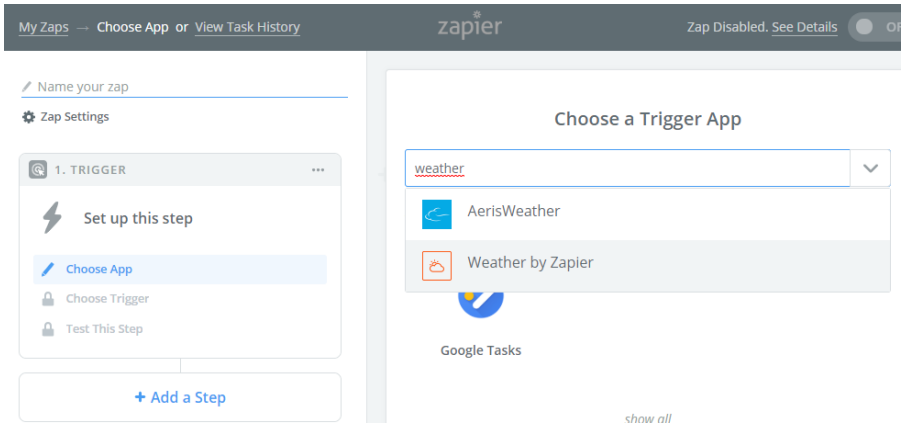 My Zaps → Choose App or View Task History
zapier
Zap Disabled. See Details
Name your zap
Zap Settings
1. TRIGGER
Set up this step
Choose App
Choose Trigger
Test This Step
+ Add a Step
Choose a Trigger App
weather
AerisWeather
Weather by Zapier
Google Tasks
show all